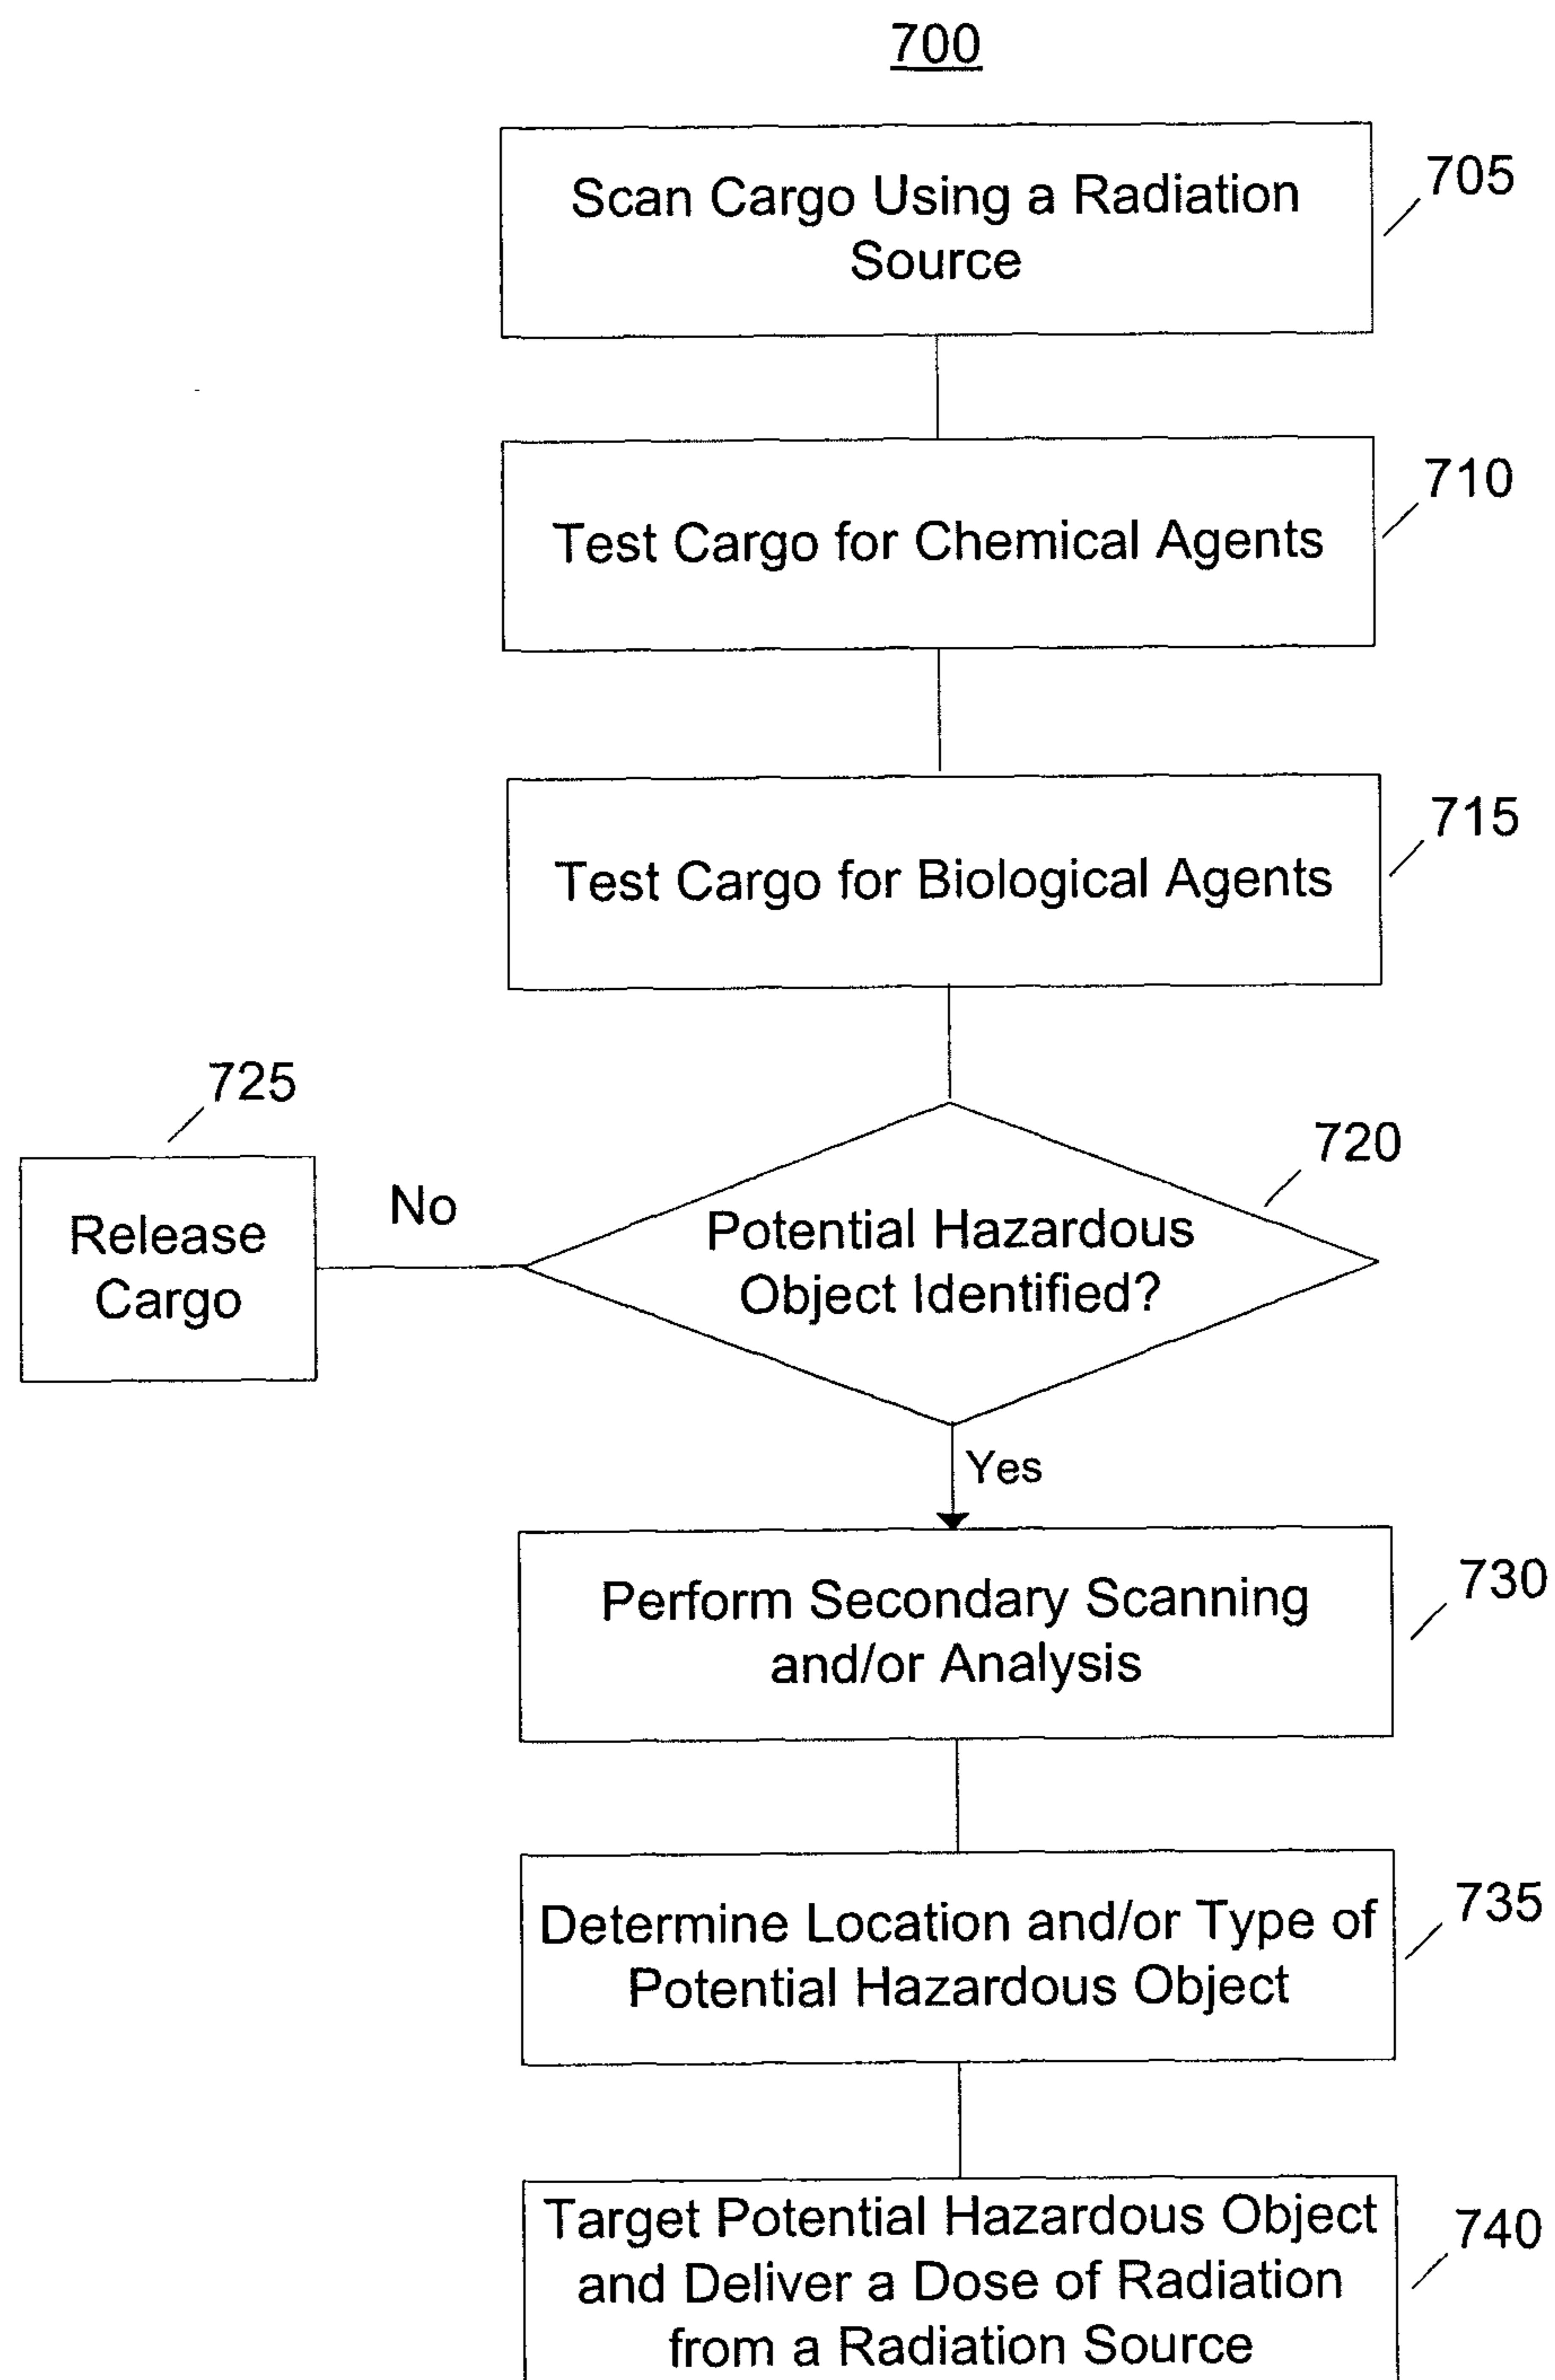 700
Scan Cargo Using a Radiation
Source
705
Test Cargo for Chemical Agents
710
Test Cargo for Biological Agents
715
725
Release
Cargo
No
Potential Hazardous
Object Identified?
720
Yes
Perform Secondary Scanning
and/or Analysis
730
Determine Location and/or Type of
Potential Hazardous Object
735
Target Potential Hazardous Object
and Deliver a Dose of Radiation
from a Radiation Source
740